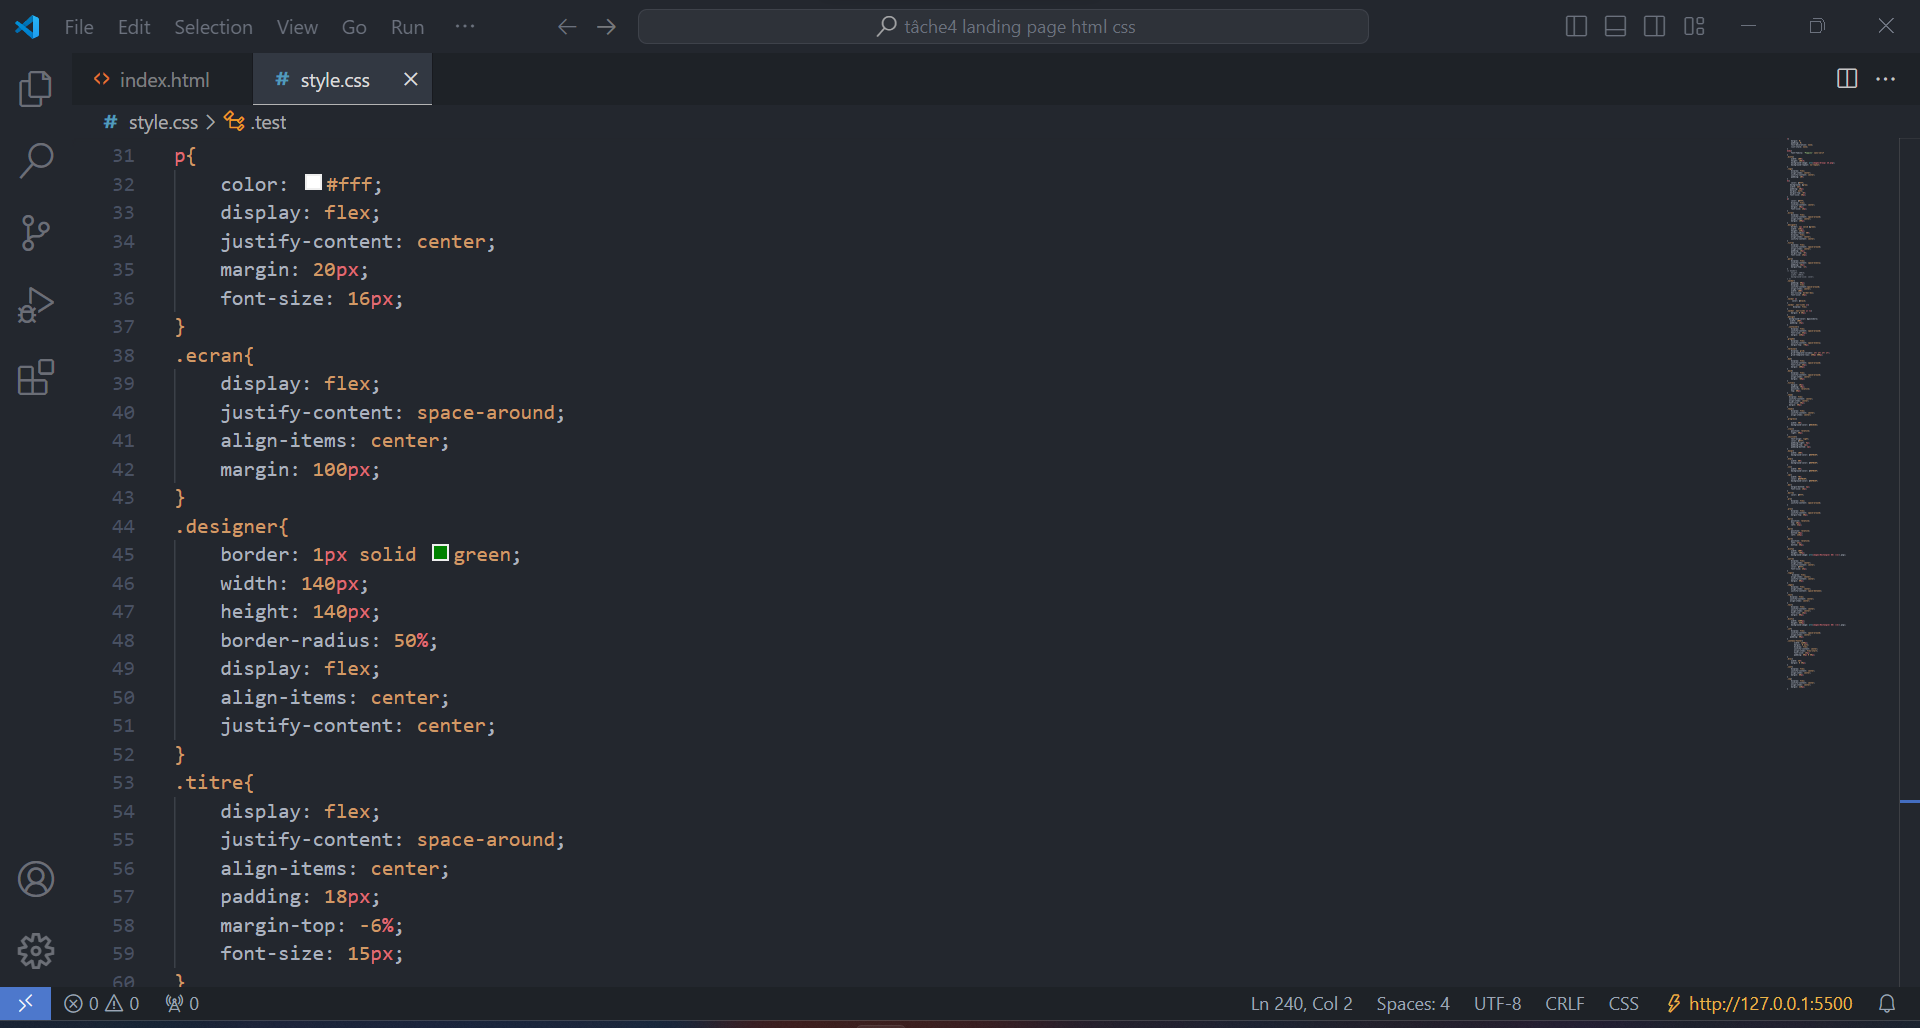 File Edit Selection View Go Run ···
tâche4 landing page html css
index.html
# style.css
# style.css > .test
31 p{
32 color: #fff;
33 display: flex;
34 justify-content: center;
35 margin: 20px;
36 font-size: 16px;
37 }
38 .ecran{
39 display: flex;
40 justify-content: space-around;
41 align-items: center;
42 margin: 100px;
43 }
44 .designer{
45 border: 1px solid green;
46 width: 140px;
47 height: 140px;
48 border-radius: 50%;
49 display: flex;
50 align-items: center;
51 justify-content: center;
52 }
53 .titre{
54 display: flex;
55 justify-content: space-around;
56 align-items: center;
57 padding: 18px;
58 margin-top: -6%;
59 font-size: 15px;
60 }
0 0 0 Ln 240, Col 2 Spaces: 4 UTF-8 CRLF CSS http://127.0.0.1:5500